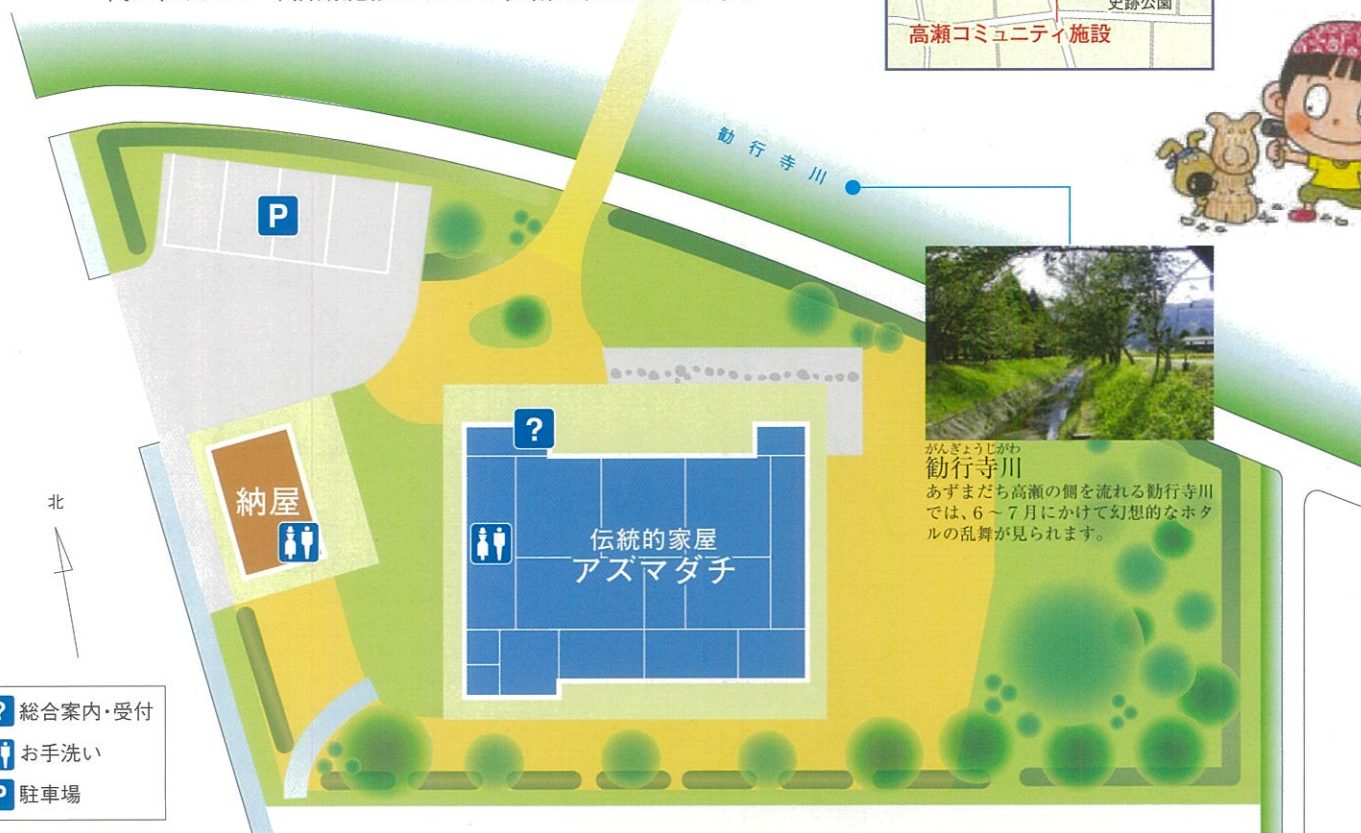 史跡公園
高瀬コミュニティ施設
勧行寺川
P
?
納屋
伝統的家屋
アズマダチ
がんぎょうじがわ
勧行寺川
あずまだち高瀬の側を流れる勧行寺川
では、6～7月にかけて幻想的なホタ
ルの乱舞が見られます。
北
? 総合案内・受付
お手洗い
P 駐車場